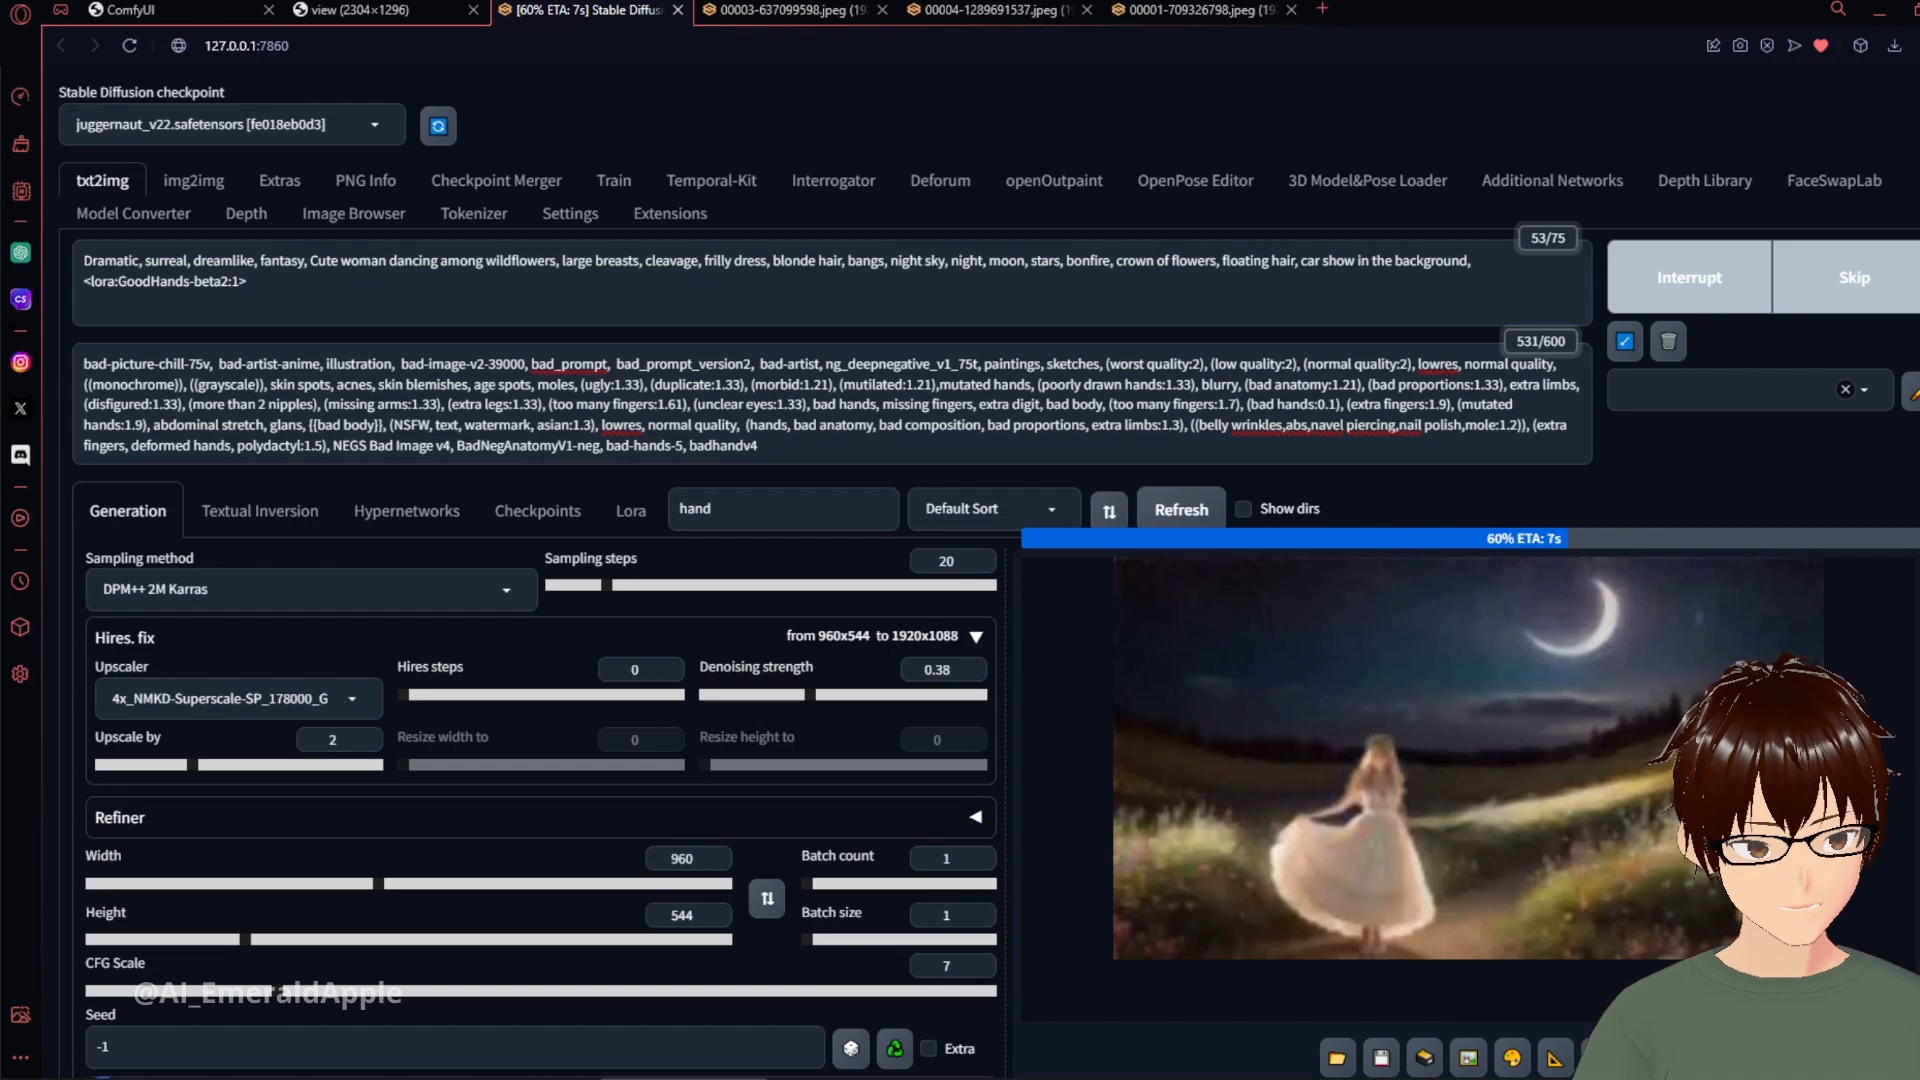 ComfyUI
view (2304×1296)
[60% ETA: 7s] Stable Diffus
00003-637099598.jpeg (19
00004-1289691537.jpeg (1
00001-709326798.jpeg (19
127.0.0.1:7860
Stable Diffusion checkpoint
juggernaut_v22.safetensors [fe018eb0d3]
txt2img
img2img
Extras
PNG Info
Checkpoint Merger
Train
Temporal-Kit
Interrogator
Deforum
openOutpaint
OpenPose Editor
3D Model&Pose Loader
Additional Networks
Depth Library
FaceSwapLab
Model Converter
Depth
Image Browser
Tokenizer
Settings
Extensions
53/75
Dramatic, surreal, dreamlike, fantasy, Cute woman dancing among wildflowers, large breasts, cleavage, frilly dress, blonde hair, bangs, night sky, night, moon, stars, bonfire, crown of flowers, floating hair, car show in the background,
<lora:GoodHands-beta2:1>
Interrupt
Skip
531/600
bad-picture-chill-75v, bad-artist-anime, illustration, bad-image-v2-39000, bad_prompt, bad_prompt_version2, bad-artist, ng_deepnegative_v1_75t, paintings, sketches, (worst quality:2), (low quality:2), (normal quality:2), lowres, normal quality,
((monochrome)), ((grayscale)), skin spots, acnes, skin blemishes, age spots, moles, (ugly:1.33), (duplicate:1.33), (morbid:1.21), (mutilated:1.21),mutated hands, (poorly drawn hands:1.33), blurry, (bad anatomy:1.21), (bad proportions:1.33), extra limbs,
(disfigured:1.33), (more than 2 nipples), (missing arms:1.33), (extra legs:1.33), (too many fingers:1.61), (unclear eyes:1.33), bad hands, missing fingers, extra digit, bad body, (too many fingers:1.7), (bad hands:0.1), (extra fingers:1.9), (mutated
hands:1.9), abdominal stretch, glans, {{bad body}}, (NSFW, text, watermark, asian:1.3), lowres, normal quality, (hands, bad anatomy, bad composition, bad proportions, extra limbs:1.3), ((belly wrinkles,abs,navel piercing,nail polish,mole:1.2)), (extra
fingers, deformed hands, polydactyl:1.5), NEGS Bad Image v4, BadNegAnatomyV1-neg, bad-hands-5, badhandv4
Generation
Textual Inversion
Hypernetworks
Checkpoints
Lora
hand
Default Sort
Refresh
Show dirs
60% ETA: 7s
Sampling method
DPM++ 2M Karras
Sampling steps
20
Hires. fix
from 960x544 to 1920x1088
Upscaler
4x_NMKD-Superscale-SP_178000_G
Hires steps
0
Denoising strength
0.38
Upscale by
2
Resize width to
0
Resize height to
0
Refiner
Width
960
Batch count
1
Height
544
Batch size
1
CFG Scale
7
@AI_EmeraldApple
Seed
-1
Extra